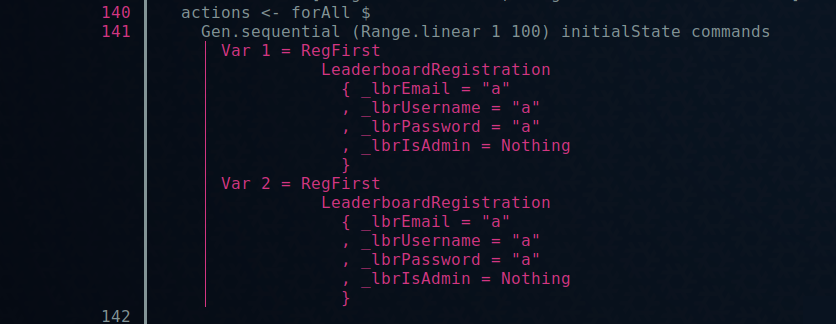 140 actions <- forAll $
141 Gen.sequential (Range.linear 1 100) initialState commands
Var 1 = RegFirst
LeaderboardRegistration
{ _lbrEmail = "a"
, _lbrUsername = "a"
, _lbrPassword = "a"
, _lbrIsAdmin = Nothing
}
Var 2 = RegFirst
LeaderboardRegistration
{ _lbrEmail = "a"
, _lbrUsername = "a"
, _lbrPassword = "a"
, _lbrIsAdmin = Nothing
}
142